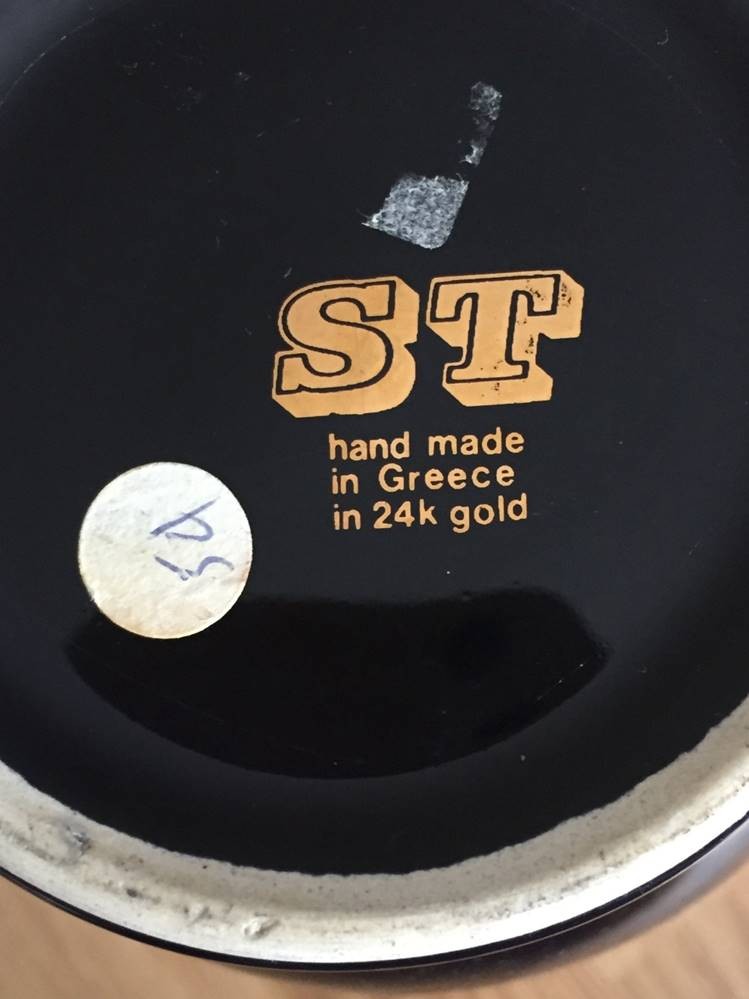 ST
hand made
in Greece
in 24k gold